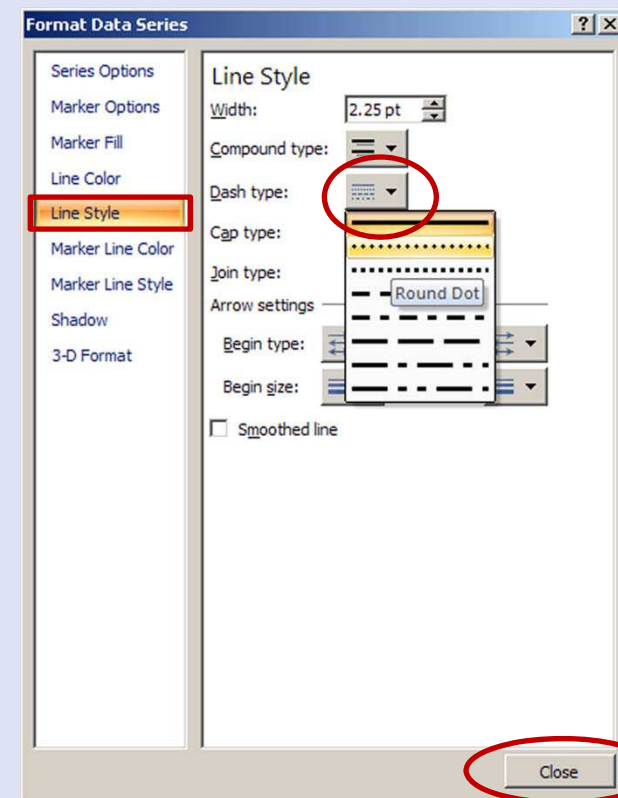 Format Data Series
?
Series Options
Marker Options
Marker Fill
Line Color
Line Style
Marker Line Color
Marker Line Style
Shadow
3-D Format
Line Style
Width: 2.25 pt
Compound type:
Dash type:
Cap type:
Join type:
Round Dot
Arrow settings
Begin type:
Begin size:
Smoothed line
Close